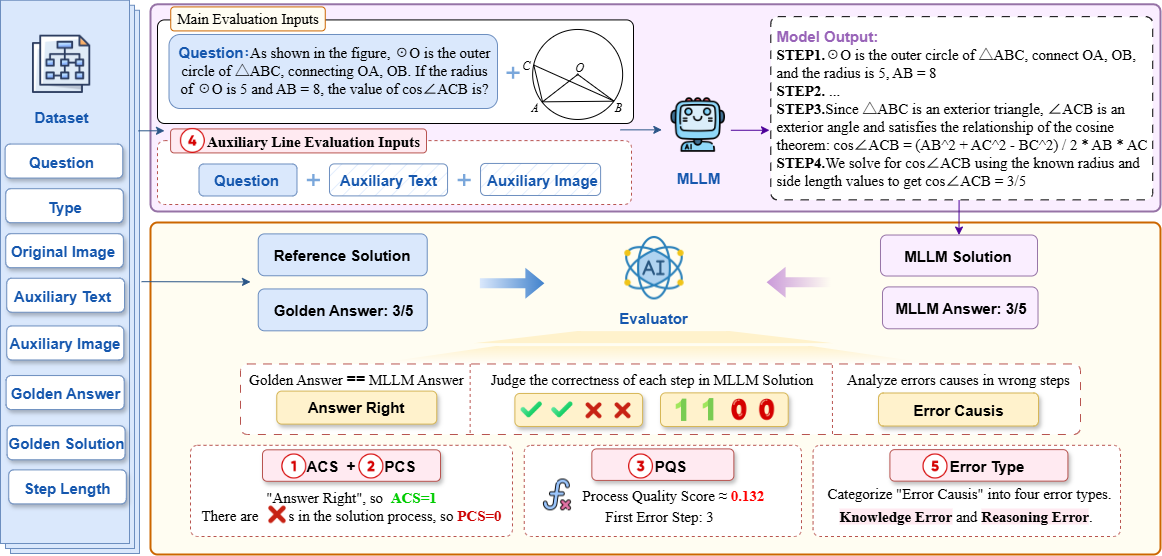 Dataset
Question
Type
Original Image
Auxiliary Text
Auxiliary Image
Golden Answer
Golden Solution
Step Length
Main Evaluation Inputs
Question:As shown in the figure, ⊙O is the outer
circle of △ABC, connecting OA, OB. If the radius
of ⊙O is 5 and AB = 8, the value of cos∠ACB is?
+
C
O
A
B
4 Auxiliary Line Evaluation Inputs
Question + Auxiliary Text + Auxiliary Image
AI
MLLM
Model Output:
STEP1.⊙O is the outer circle of △ABC, connect OA, OB,
and the radius is 5, AB = 8
STEP2. ...
STEP3.Since △ABC is an exterior triangle, ∠ACB is an
exterior angle and satisfies the relationship of the cosine
theorem: cos∠ACB = (AB^2 + AC^2 - BC^2) / 2 * AB * AC
STEP4.We solve for cos∠ACB using the known radius and
side length values to get cos∠ACB = 3/5
Reference Solution
Golden Answer: 3/5
AI
Evaluator
MLLM Solution
MLLM Answer: 3/5
Golden Answer == MLLM Answer
Answer Right
Judge the correctness of each step in MLLM Solution
1 1 0 0
Analyze errors causes in wrong steps
Error Causis
1 ACS + 2 PCS
"Answer Right", so ACS=1
There are ❌s in the solution process, so PCS=0
3 PQS
Process Quality Score ≈ 0.132
First Error Step: 3
5 Error Type
Categorize "Error Causis" into four error types.
Knowledge Error and Reasoning Error.